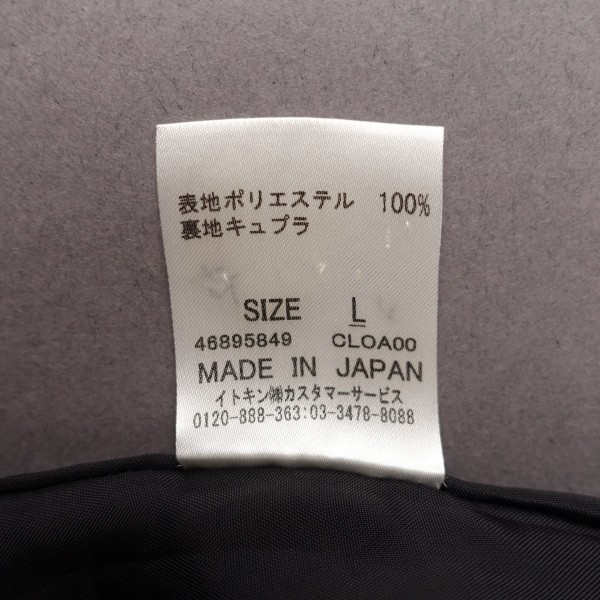 表地ポリエステル 100%
裏地キュプラ
SIZE L
46895849 CLOA00
MADE IN JAPAN
イトキン㈱カスタマーサービス
0120-888-363:03-3478-8088